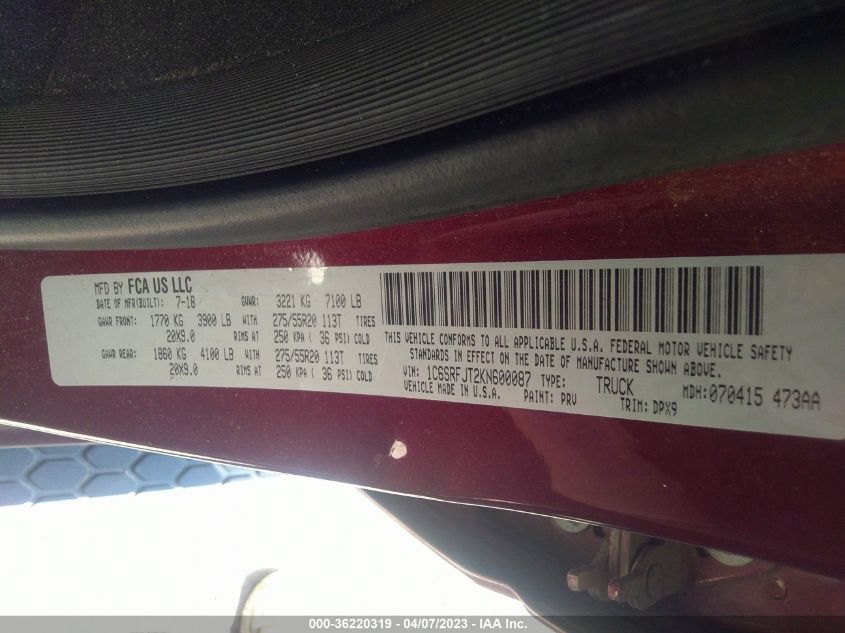 MFD BY FCA US LLC
DATE OF MFR(BUILT): 7-18 GVWR: 3221 KG 7100 LB
GAWR FRONT: 1770 KG 3900 LB WITH 275/55R20 113T TIRES
20X9.0 RIMS AT 250 KPA ( 36 PSI) COLD
GAWR REAR: 1860 KG 4100 LB WITH 275/55R20 113T TIRES
20X9.0 RIMS AT 250 KPA ( 36 PSI) COLD
THIS VEHICLE CONFORMS TO ALL APPLICABLE U.S.A. FEDERAL MOTOR VEHICLE SAFETY
STANDARDS IN EFFECT ON THE DATE OF MANUFACTURE SHOWN ABOVE.
VIN: 1C6SRFJT2KN600087 TYPE: TRUCK MDH:070415 473AA
MADE IN U.S.A. PAINT: PRV TRIM: DPX9
000-36220319 - 04/07/2023 - IAA Inc.